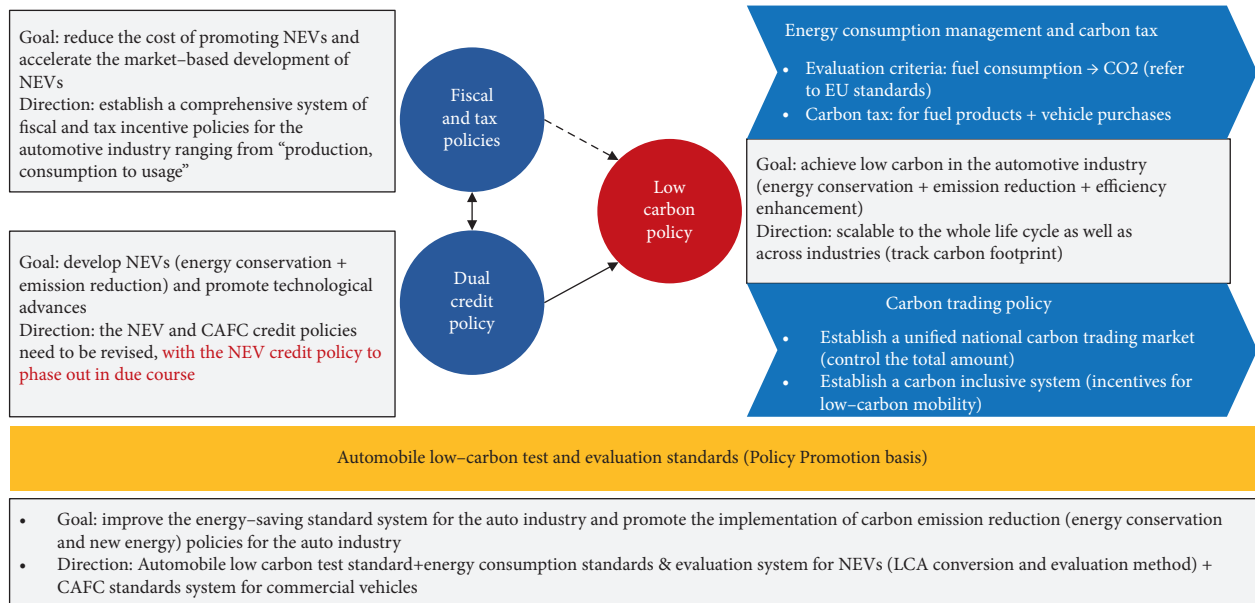 Goal: reduce the cost of promoting NEVs and
accelerate the market–based development of
NEVs
Direction: establish a comprehensive system of
fiscal and tax incentive policies for the
automotive industry ranging from “production,
consumption to usage”
Goal: develop NEVs (energy conservation +
emission reduction) and promote technological
advances
Direction: the NEV and CAFC credit policies
need to be revised, with the NEV credit policy to
phase out in due course
Fiscal
and tax
policies
Dual
credit
policy
Low
carbon
policy
Energy consumption management and carbon tax
• Evaluation criteria: fuel consumption → CO2 (refer
to EU standards)
• Carbon tax: for fuel products + vehicle purchases
Goal: achieve low carbon in the automotive industry
(energy conservation + emission reduction + efficiency
enhancement)
Direction: scalable to the whole life cycle as well as
across industries (track carbon footprint)
Carbon trading policy
• Establish a unified national carbon trading market
(control the total amount)
• Establish a carbon inclusive system (incentives for
low–carbon mobility)
Automobile low–carbon test and evaluation standards (Policy Promotion basis)
• Goal: improve the energy–saving standard system for the auto industry and promote the implementation of carbon emission reduction (energy conservation
and new energy) policies for the auto industry
• Direction: Automobile low carbon test standard+energy consumption standards & evaluation system for NEVs (LCA conversion and evaluation method) +
CAFC standards system for commercial vehicles